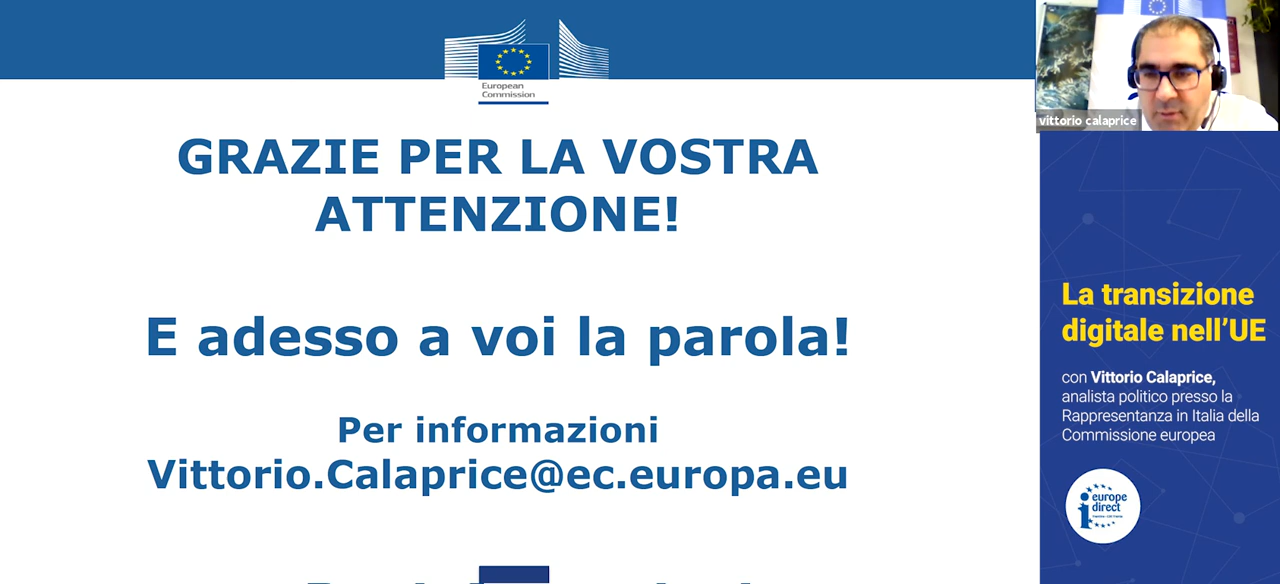 European
Commission
GRAZIE PER LA VOSTRA
ATTENZIONE!
E adesso a voi la parola!
Per informazioni
Vittorio.Calaprice@ec.europa.eu
vittorio calaprice
La transizione
digitale nell’UE
con Vittorio Calaprice,
analista politico presso la
Rappresentanza in Italia della
Commissione europea
europe
direct